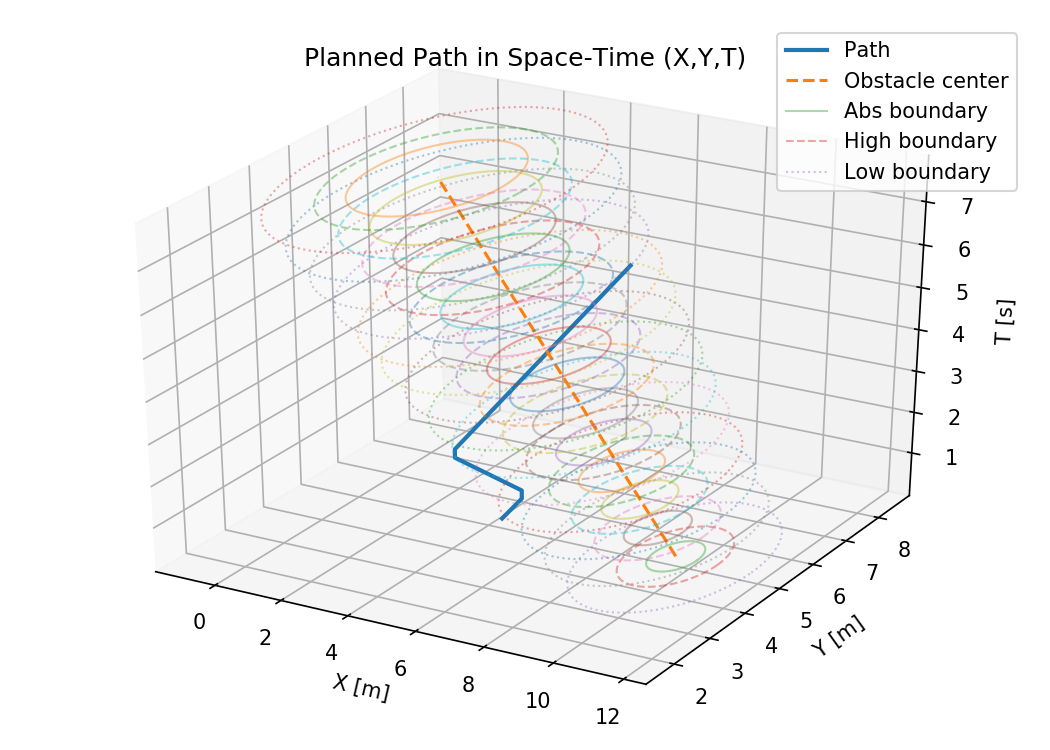 Planned Path in Space-Time (X,Y,T)
Path
Obstacle center
Abs boundary
High boundary
Low boundary
7
6
5
4
3
2
1
T [s]
8
7
6
5
4
3
2
Y [m]
0
2
4
6
8
10
12
X [m]